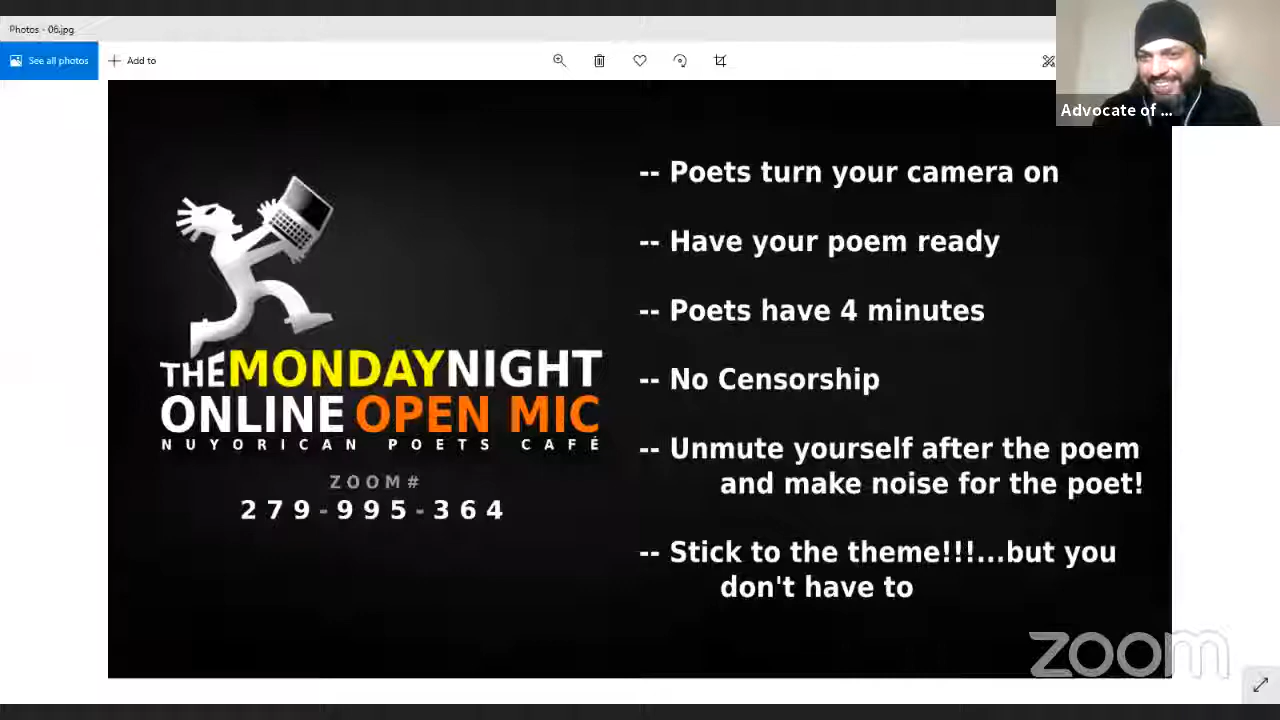 Photos - 06.jpg
See all photos
Add to
Advocate of ...
-- Poets turn your camera on
-- Have your poem ready
-- Poets have 4 minutes
-- No Censorship
-- Unmute yourself after the poem
and make noise for the poet!
-- Stick to the theme!!!...but you
don't have to
THE MONDAY NIGHT
ONLINE OPEN MIC
NUYORICAN POETS CAFÉ
ZOOM#
279-995-364
zoom